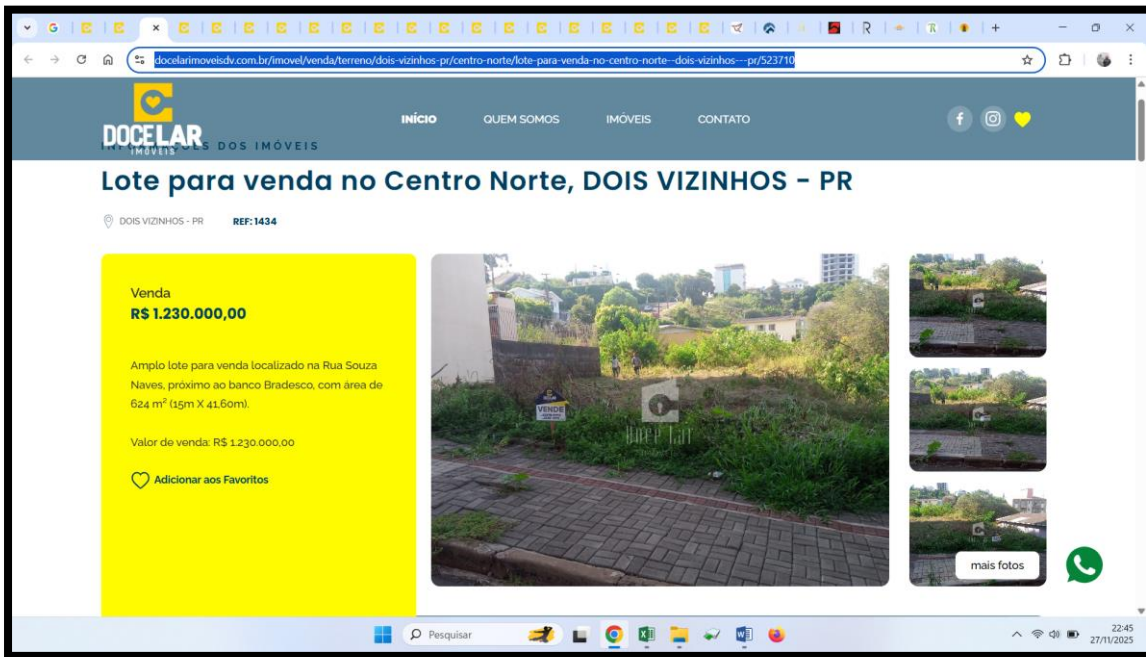 docelarimoveisdv.com.br/imovel/venda/terreno/dois-vizinhos-pr/centro-norte/lote-para-venda-no-centro-norte--dois-vizinhos---pr/523710
DOCELAR
IMÓVEIS
INÍCIO
QUEM SOMOS
IMÓVEIS
CONTATO
INFORMAÇÕES DOS IMÓVEIS
Lote para venda no Centro Norte, DOIS VIZINHOS - PR
DOIS VIZINHOS - PR
REF: 1434
Venda
R$ 1.230.000,00
Amplo lote para venda localizado na Rua Souza
Naves, próximo ao banco Bradesco, com área de
624 m² (15m X 41,60m).
Valor de venda: R$ 1.230.000,00
Adicionar aos Favoritos
VENDE
Doce Lar
mais fotos
Pesquisar
22:45
27/11/2025